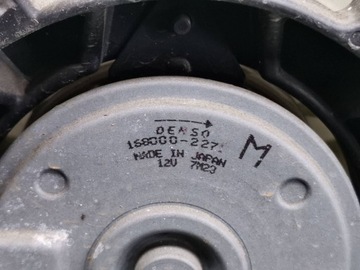 DENSO
168000-227
MADE IN JAPAN
12V 7M23
M